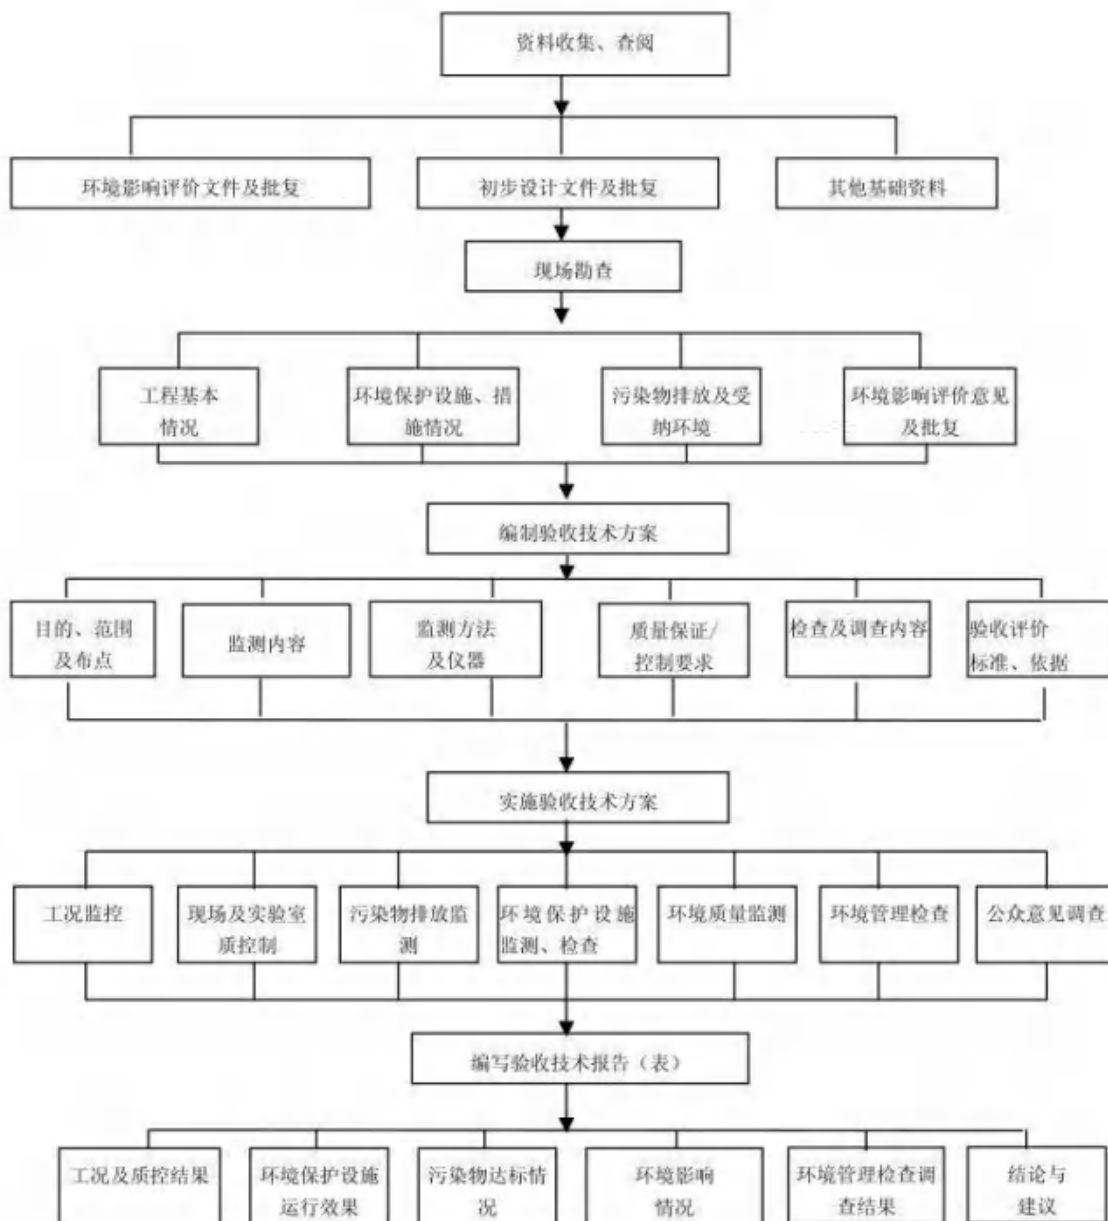 资料收集、查阅
环境影响评价文件及批复
初步设计文件及批复
其他基础资料
现场勘查
工程基本
情况
环境保护设施、措
施情况
污染物排放及受
纳环境
环境影响评价意见
及批复
编制验收技术方案
目的、范围
及布点
监测内容
监测方法
及仪器
质量保证/
控制要求
检查及调查内容
验收评价
标准、依据
实施验收技术方案
工况监控
现场及实验室
质控制
污染物排放监
测
环境保护设施
监测、检查
环境质量监测
环境管理检查
公众意见调查
编写验收技术报告（表）
工况及质控结果
环境保护设施
运行效果
污染物达标情
况
环境影响
情况
环境管理检查调
查结果
结论与
建议